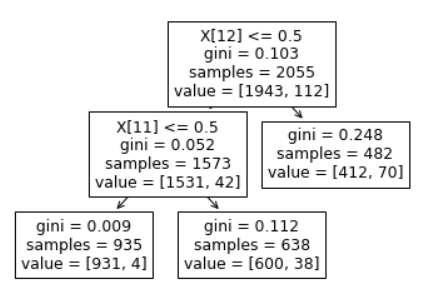 X[12] <= 0.5
gini = 0.103
samples = 2055
value = [1943, 112]
X[11] <= 0.5
gini = 0.052
samples = 1573
value = [1531, 42]
gini = 0.248
samples = 482
value = [412, 70]
gini = 0.009
samples = 935
value = [931, 4]
gini = 0.112
samples = 638
value = [600, 38]